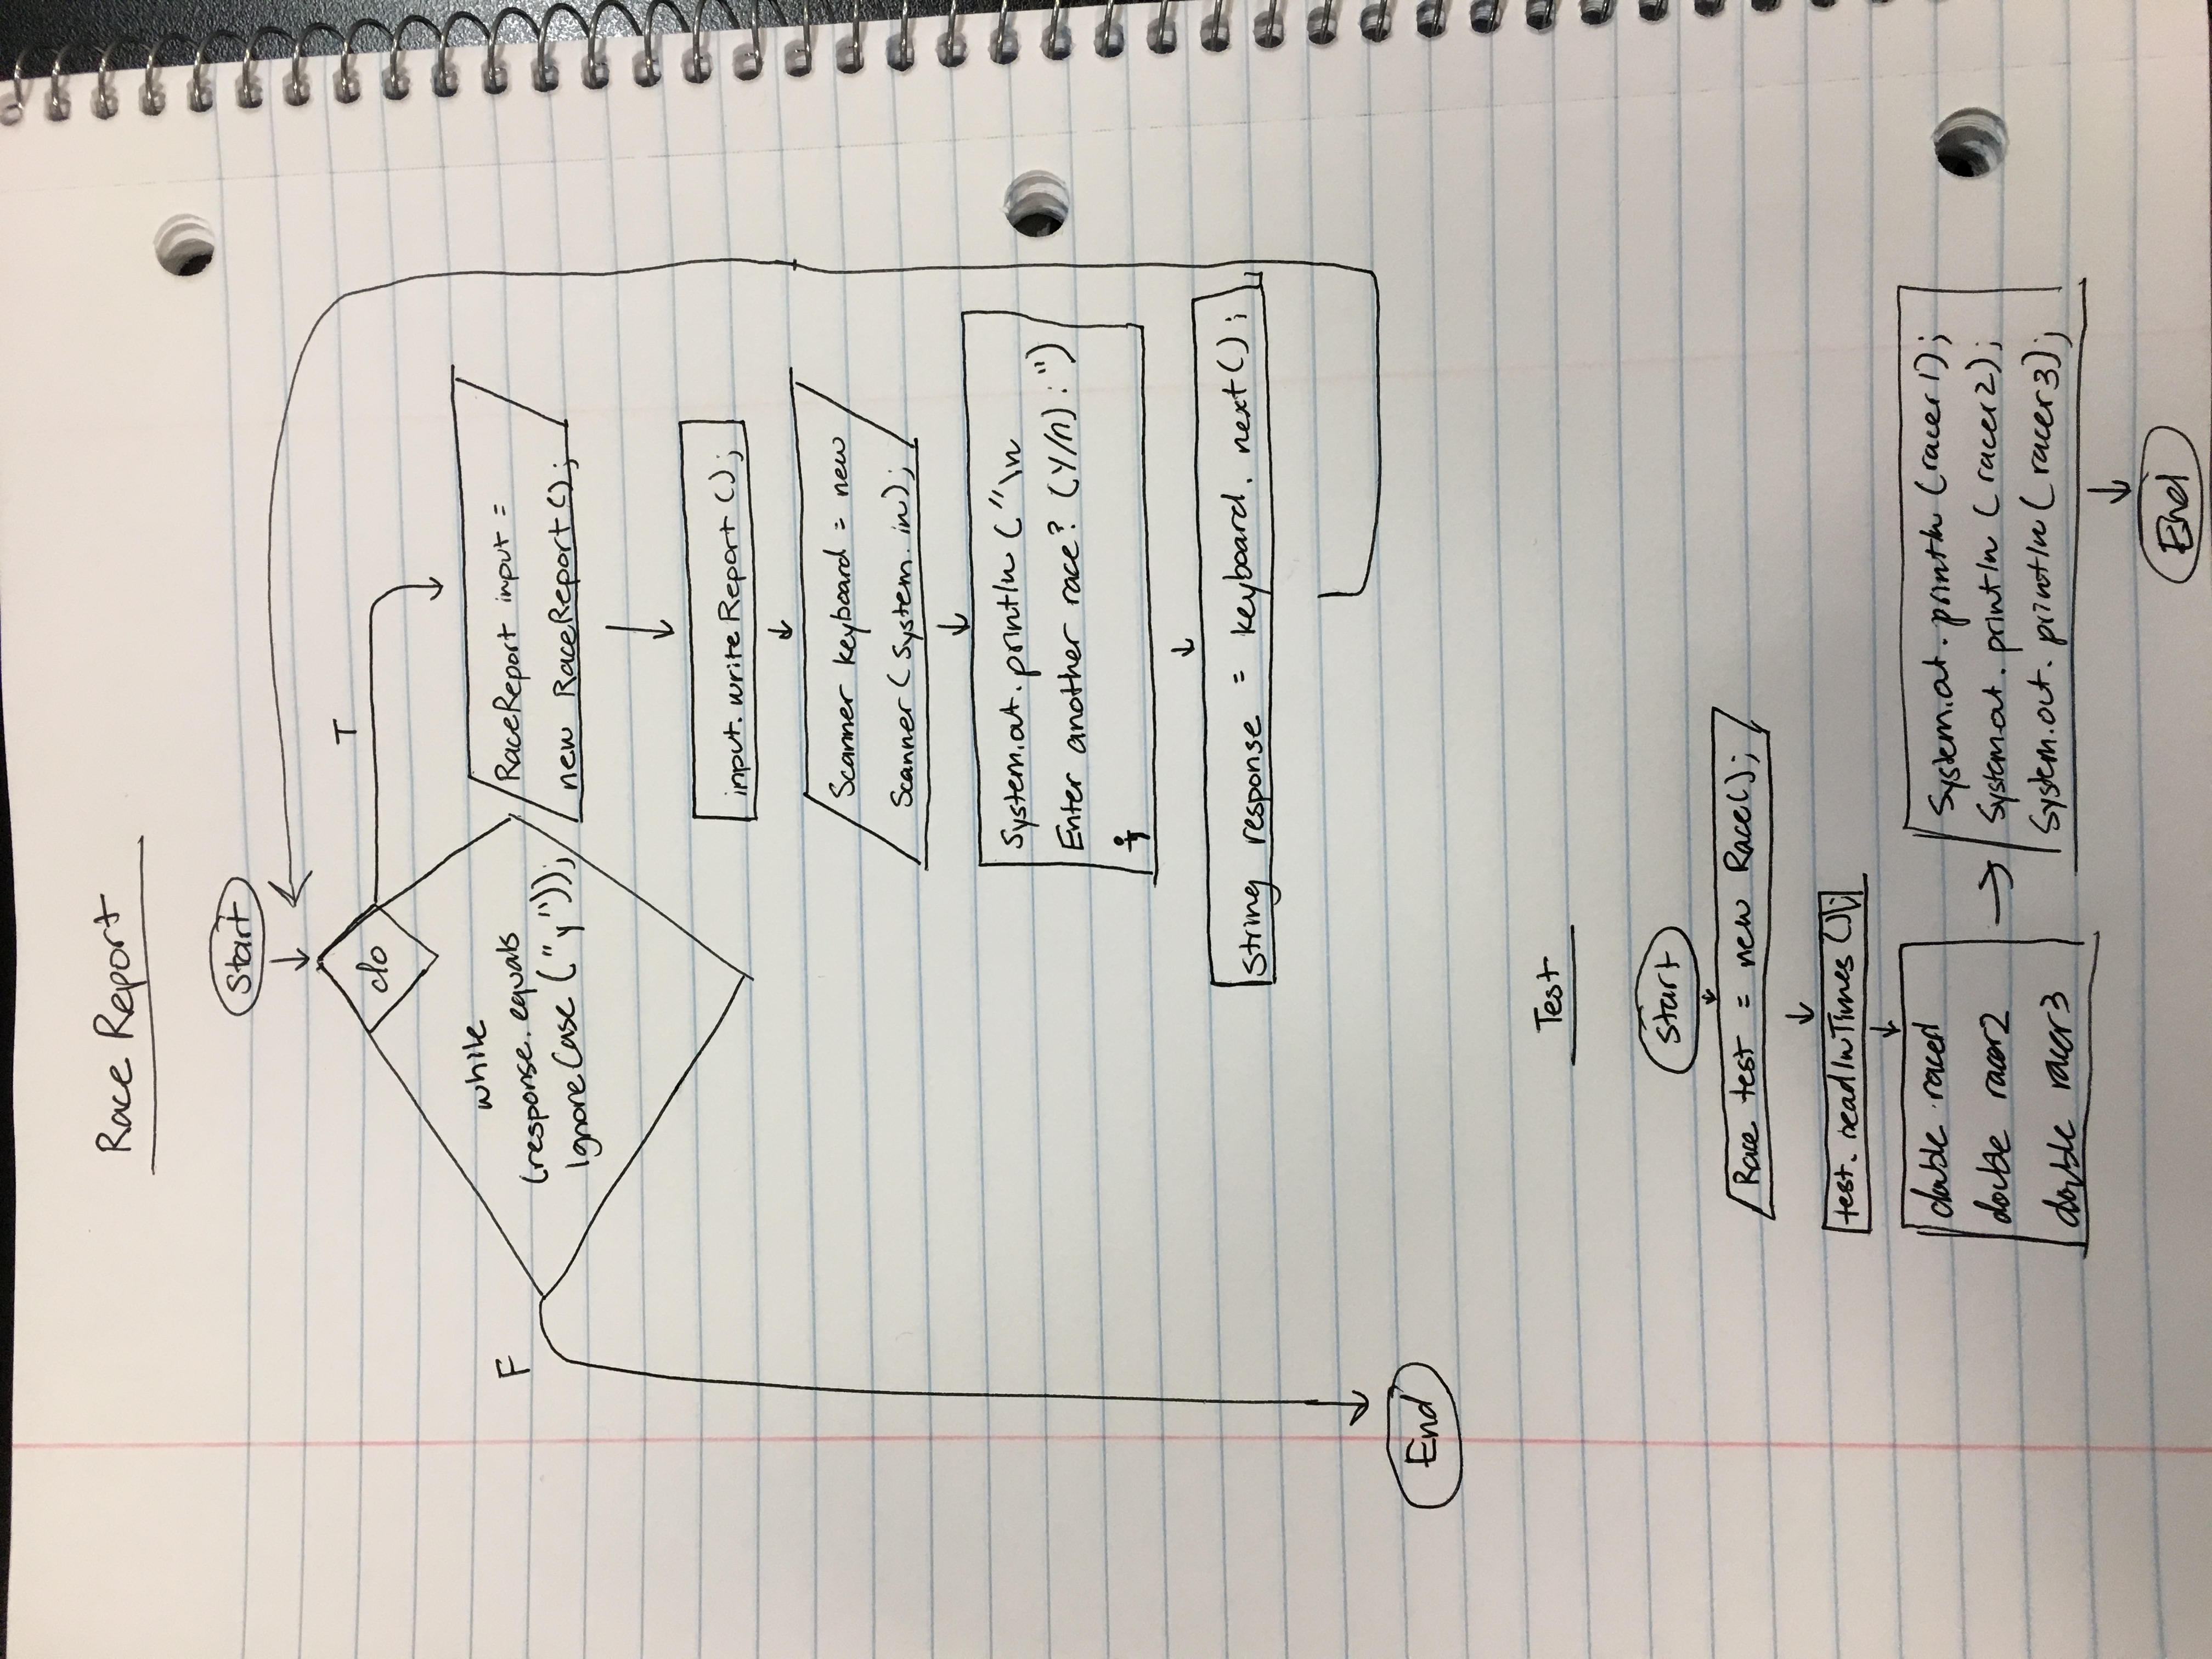 Race Report
Start
do
T
while
(response.equals
IgnoreCase ("y"));
F
RaceReport input =
new RaceReport();
input.writeReport();
Scanner keyboard = new
Scanner(System.in);
System.out.println("\n
Enter another race? (Y/n):")
;
String response = keyboard.next();
End
Test
Start
Race test = new Race();
test.readInTimes();
double racer1
double racer2
double racer3
System.out.println(racer1);
System.out.println(racer2);
System.out.println(racer3);
End